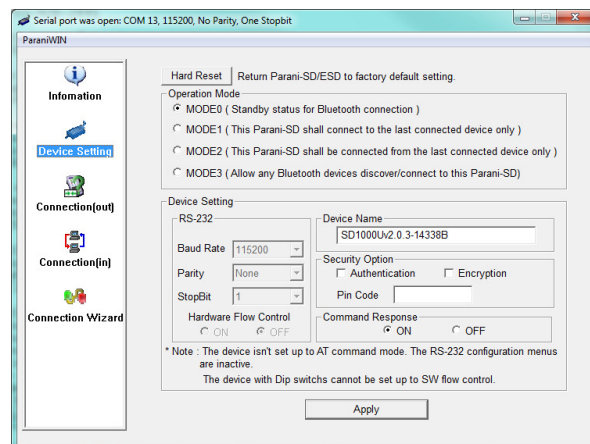 Serial port was open: COM 13, 115200, No Parity, One Stopbit
ParaniWIN
Infomation
Device Setting
Connection(out)
Connection(in)
Connection Wizard
Hard Reset Return Parani-SD/ESD to factory default setting.
Operation Mode
MODE0 ( Standby status for Bluetooth connection )
MODE1 ( This Parani-SD shall connect to the last connected device only )
MODE2 ( This Parani-SD shall be connected from the last connected device only )
MODE3 ( Allow any Bluetooth devices discover/connect to this Parani-SD)
Device Setting
RS-232
Baud Rate 115200
Parity None
StopBit 1
Hardware Flow Control
ON OFF
Device Name
SD1000Uv2.0.3-14338B
Security Option
Authentication Encryption
Pin Code
Command Response
ON OFF
* Note : The device isn't set up to AT command mode. The RS-232 configuration menus
are inactive.
The device with Dip switchs cannot be set up to SW flow control.
Apply